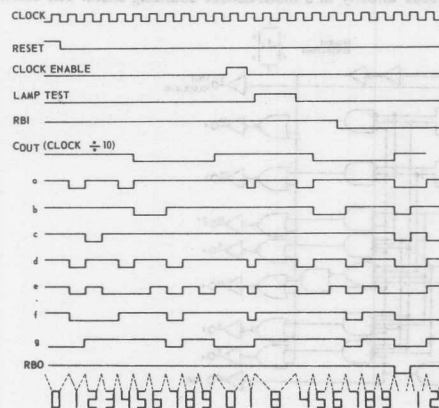 CLOCK
RESET
CLOCK ENABLE
LAMP TEST
RBI
COUT (CLOCK ÷ 10)
a
b
c
d
e
f
g
RBO
0 1 2 3 4 5 6 7 8 9 0 1 8 4 5 6 7 8 9 1 2